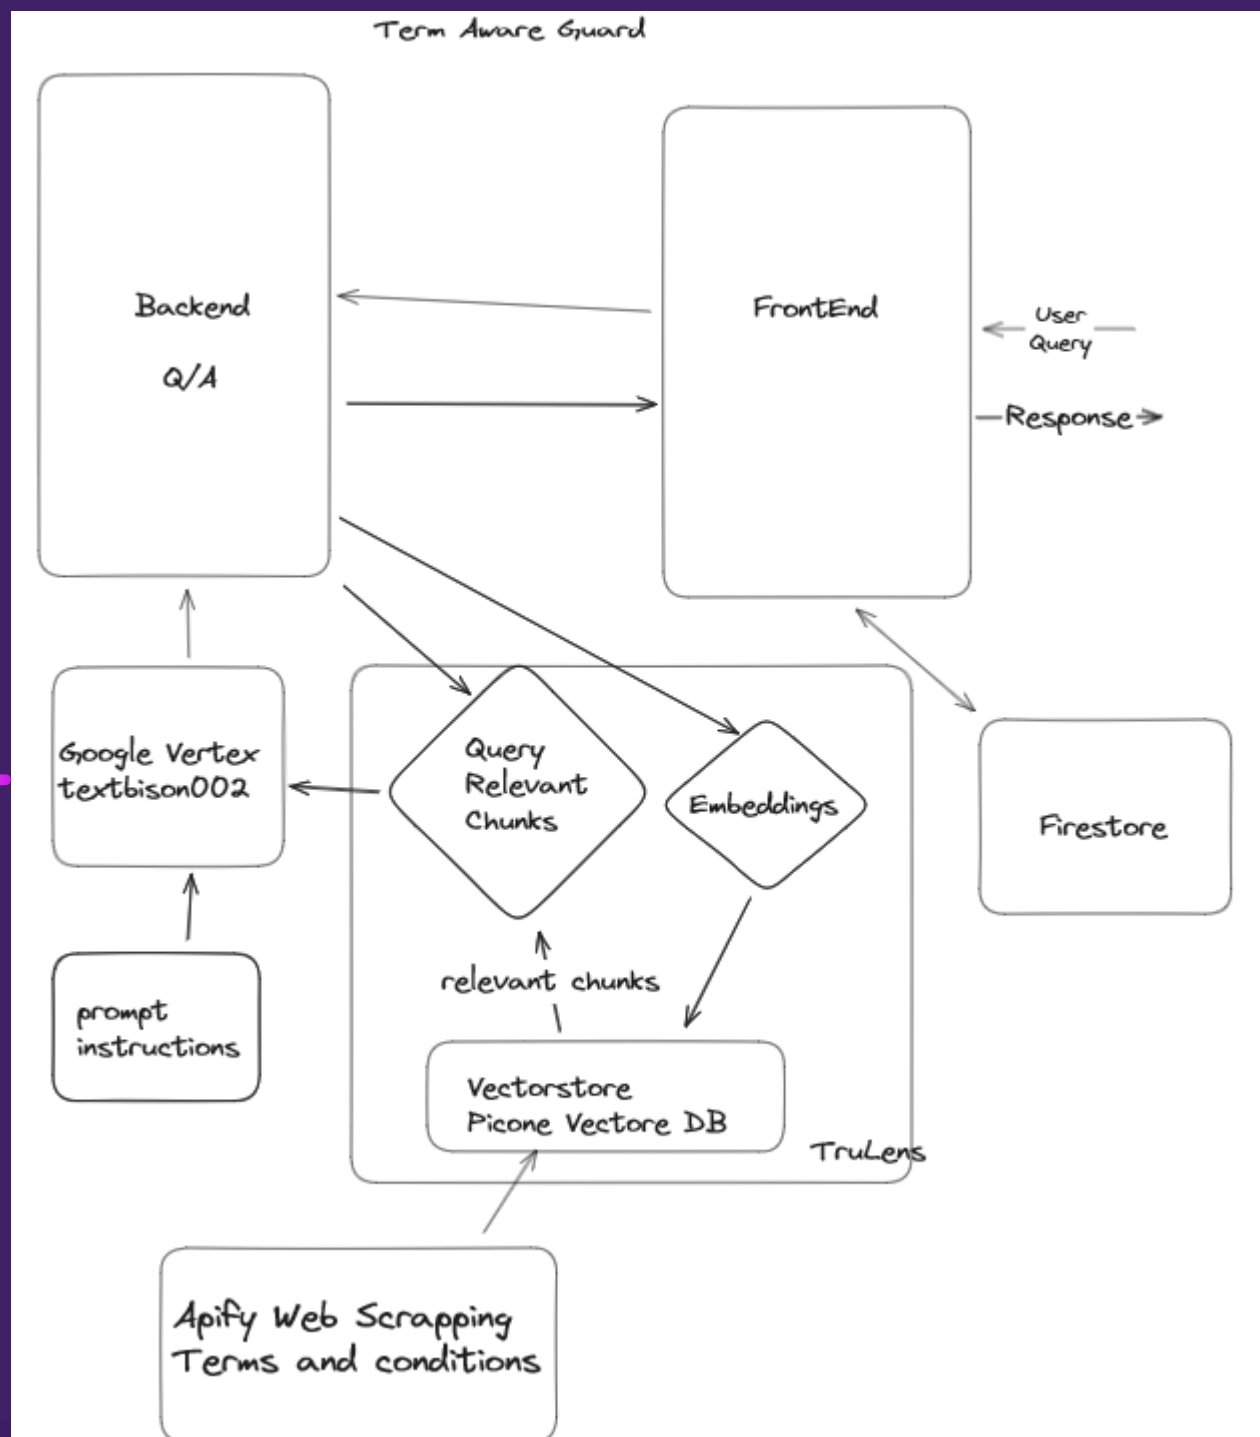 Term Aware Guard
Backend
Q/A
FrontEnd
User
Query
Response
Google Vertex
textbison002
Query
Relevant
Chunks
Embeddings
Firestore
prompt
instructions
relevant chunks
Vectorstore
Picone Vectore DB
TruLens
Apify Web Scrapping
Terms and conditions